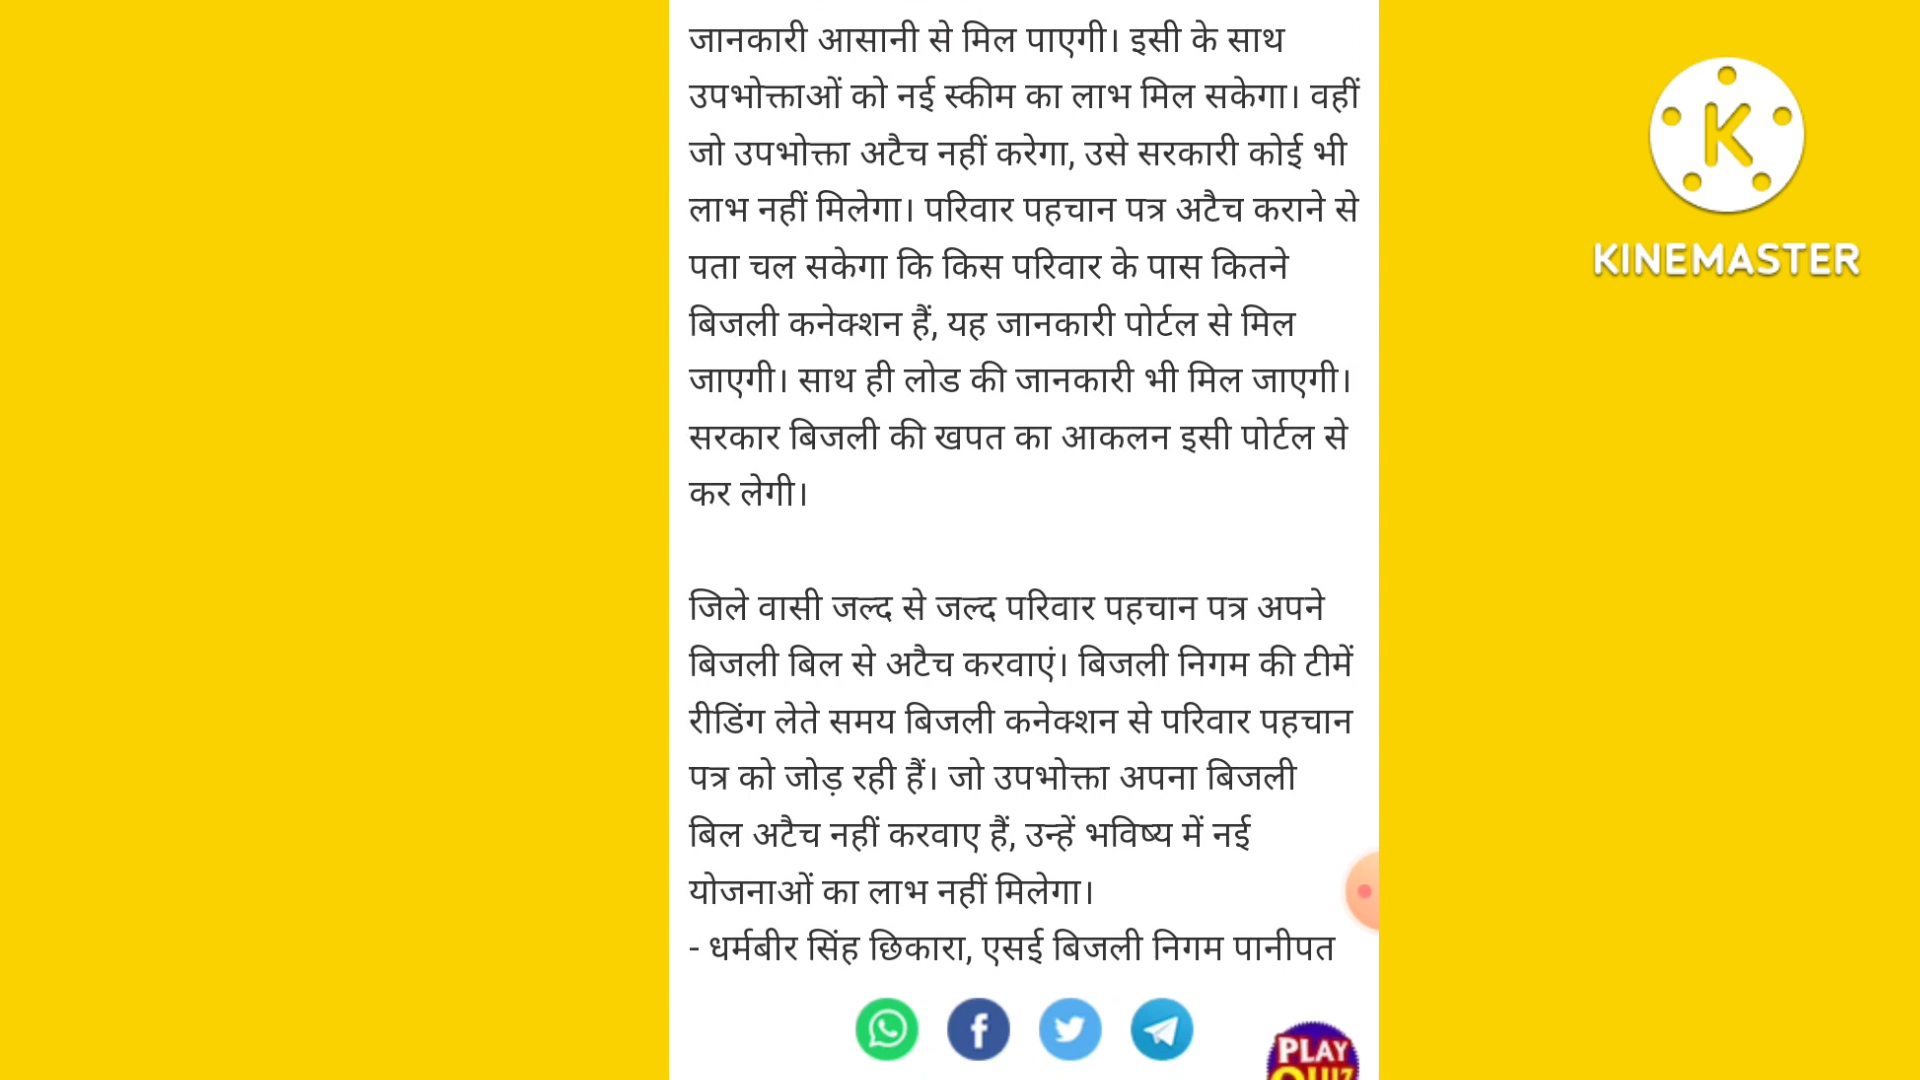 जानकारी आसानी से मिल पाएगी। इसी के साथ
उपभोक्ताओं को नई स्कीम का लाभ मिल सकेगा। वहीं
जो उपभोक्ता अटैच नहीं करेगा, उसे सरकारी कोई भी
लाभ नहीं मिलेगा। परिवार पहचान पत्र अटैच कराने से
पता चल सकेगा कि किस परिवार के पास कितने
बिजली कनेक्शन हैं, यह जानकारी पोर्टल से मिल
जाएगी। साथ ही लोड की जानकारी भी मिल जाएगी।
सरकार बिजली की खपत का आकलन इसी पोर्टल से
कर लेगी।
जिले वासी जल्द से जल्द परिवार पहचान पत्र अपने
बिजली बिल से अटैच करवाएं। बिजली निगम की टीमें
रीडिंग लेते समय बिजली कनेक्शन से परिवार पहचान
पत्र को जोड़ रही हैं। जो उपभोक्ता अपना बिजली
बिल अटैच नहीं करवाए हैं, उन्हें भविष्य में नई
योजनाओं का लाभ नहीं मिलेगा।
- धर्मबीर सिंह छिकारा, एसई बिजली निगम पानीपत
K
KINEMASTER
PLAY
QUIZ